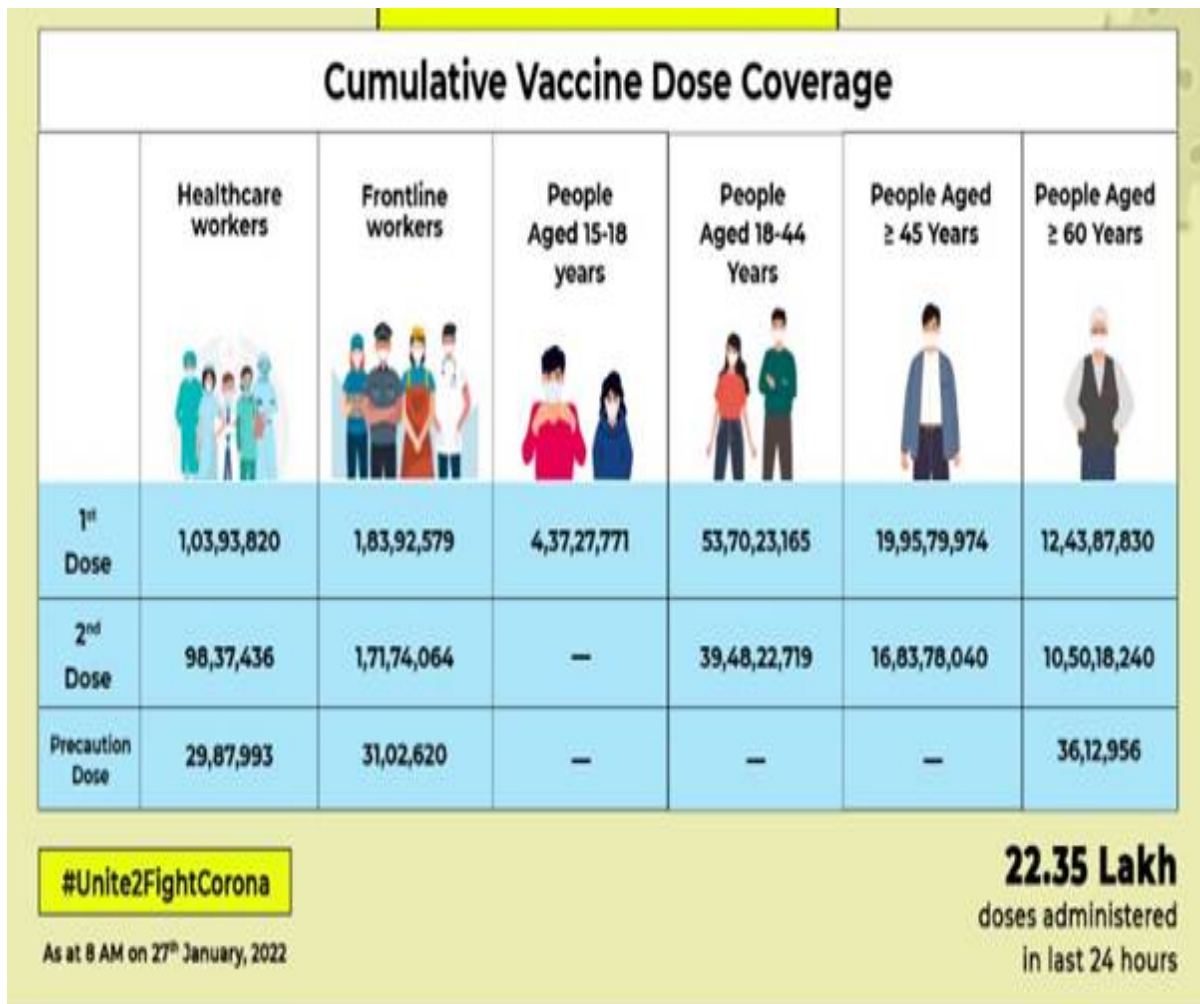 Cumulative Vaccine Dose Coverage
Healthcare workers
Frontline workers
People Aged 15-18 years
People Aged 18-44 Years
People Aged ≥ 45 Years
People Aged ≥ 60 Years
1st Dose 1,03,93,820 1,83,92,579 4,37,27,771 53,70,23,165 19,95,79,974 12,43,87,830
2nd Dose 98,37,436 1,71,74,064 — 39,48,22,719 16,83,78,040 10,50,18,240
Precaution Dose 29,87,993 31,02,620 — — — 36,12,956
#Unite2FightCorona
As at 8 AM on 27th January, 2022
22.35 Lakh
doses administered
in last 24 hours